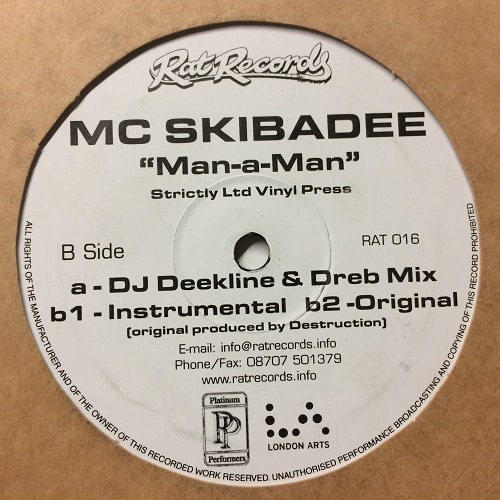 Rat Records
MC SKIBADEE
“Man-a-Man”
Strictly Ltd Vinyl Press
B Side
RAT 016
a - DJ Deekline & Dreb Mix
b1 - Instrumental b2 -Original
(original produced by Destruction)
E-mail: info@ratrecords.info
Phone/Fax: 08707 501379
www.ratrecords.info
Platinum
PP
Performers
LONDON ARTS
ALL RIGHTS OF THE MANUFACTURER AND OF THE OWNER OF THIS RECORDED WORK RESERVED. UNAUTHORISED PERFORMANCE BROADCASTING AND COPYING OF THIS RECORD PROHIBITED